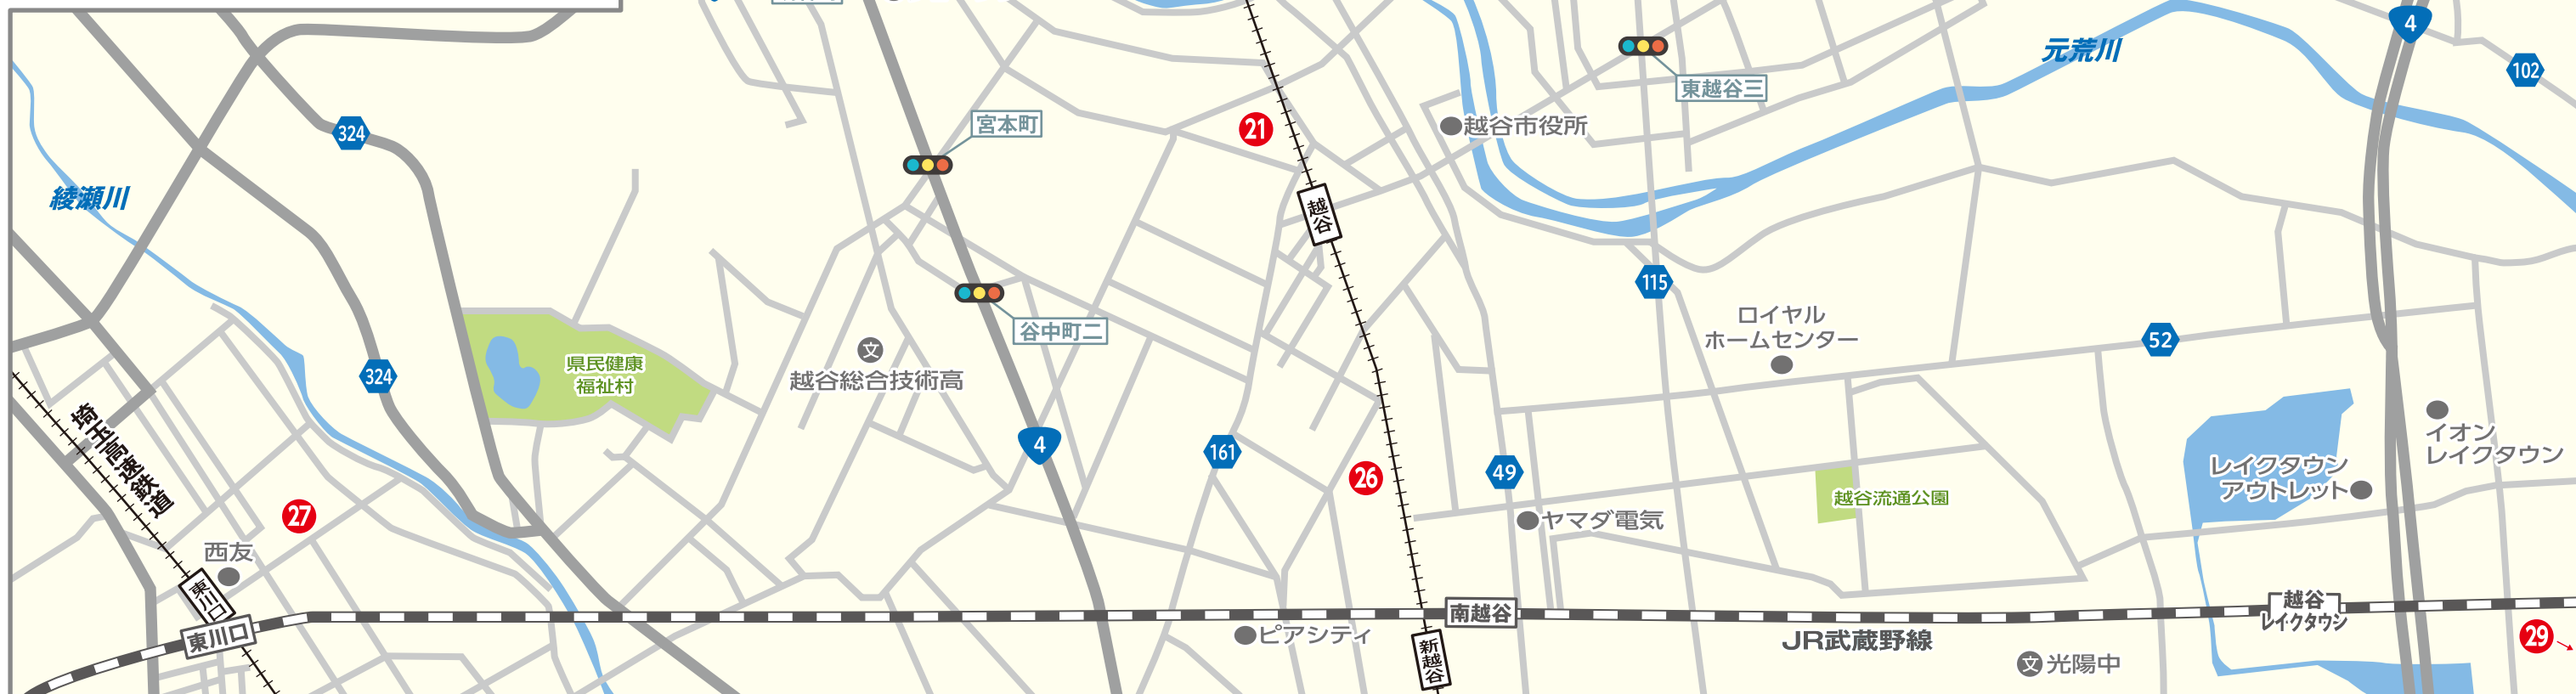 4
元荒川
102
東越谷三
324
宮本町
21
越谷市役所
綾瀬川
越谷
115
谷中町二
ロイヤル
ホームセンター
52
県民健康
福祉村
文
越谷総合技術高
324
埼玉高速鉄道
4
161
26
49
イオン
レイクタウン
レイクタウン
アウトレット
越谷流通公園
ヤマダ電気
27
西友
東川口
東川口
南越谷
越谷
レイクタウン
ピアシティ
新越谷
JR武蔵野線
文光陽中
29